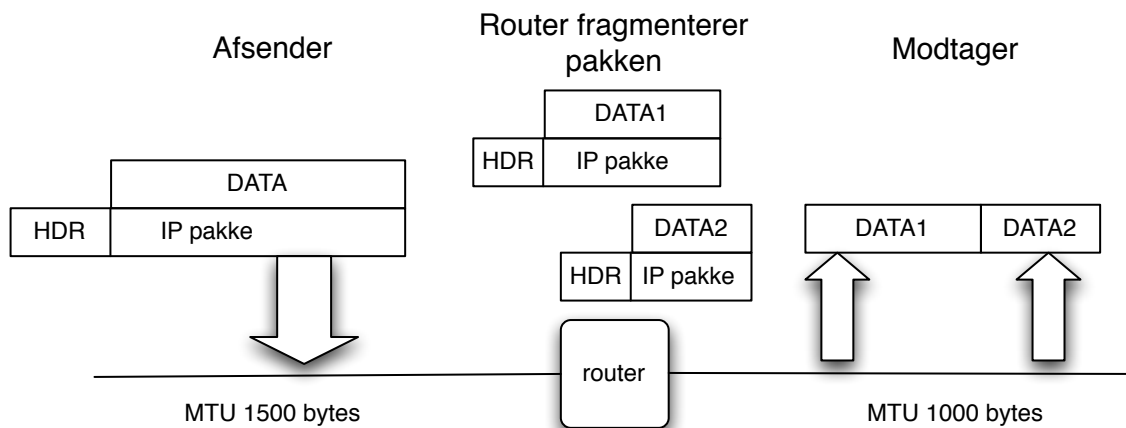 Afsender
Router fragmenterer
pakken
Modtager
DATA
HDR
IP pakke
DATA1
HDR
IP pakke
DATA2
HDR
IP pakke
DATA1
DATA2
router
MTU 1500 bytes
MTU 1000 bytes